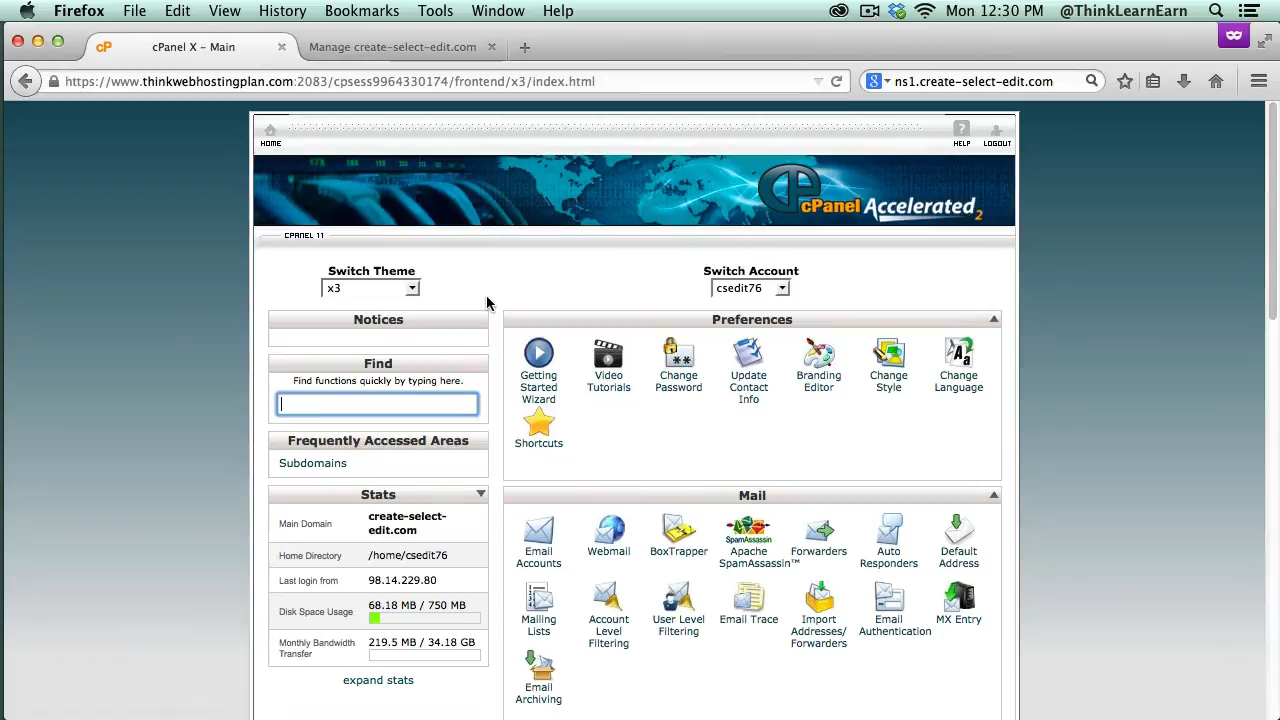 Firefox File Edit View History Bookmarks Tools Window Help Mon 12:30 PM @ThinkLearnEarn
cP cPanel X – Main
Manage create-select-edit.com
https://www.thinkwebhostingplan.com:2083/cpsess9964330174/frontend/x3/index.html
ns1.create-select-edit.com
HOME
HELP
LOGOUT
cPanel Accelerated2
CPANEL 11
Switch Theme
x3
Switch Account
csedit76
Notices
Find
Find functions quickly by typing here.
Frequently Accessed Areas
Subdomains
Stats
Main Domain create-select-
edit.com
Home Directory /home/csedit76
Last login from 98.14.229.80
Disk Space Usage 68.18 MB / 750 MB
Monthly Bandwidth
Transfer
219.5 MB / 34.18 GB
expand stats
Preferences
Getting
Started
Wizard
Video
Tutorials
Change
Password
Update
Contact
Info
Branding
Editor
Change
Style
Change
Language
Shortcuts
Mail
Email
Accounts
Webmail
BoxTrapper
Apache
SpamAssassin™
Forwarders
Auto
Responders
Default
Address
Mailing
Lists
Account
Level
Filtering
User Level
Filtering
Email Trace
Import
Addresses/
Forwarders
Email
Authentication
MX Entry
Email
Archiving